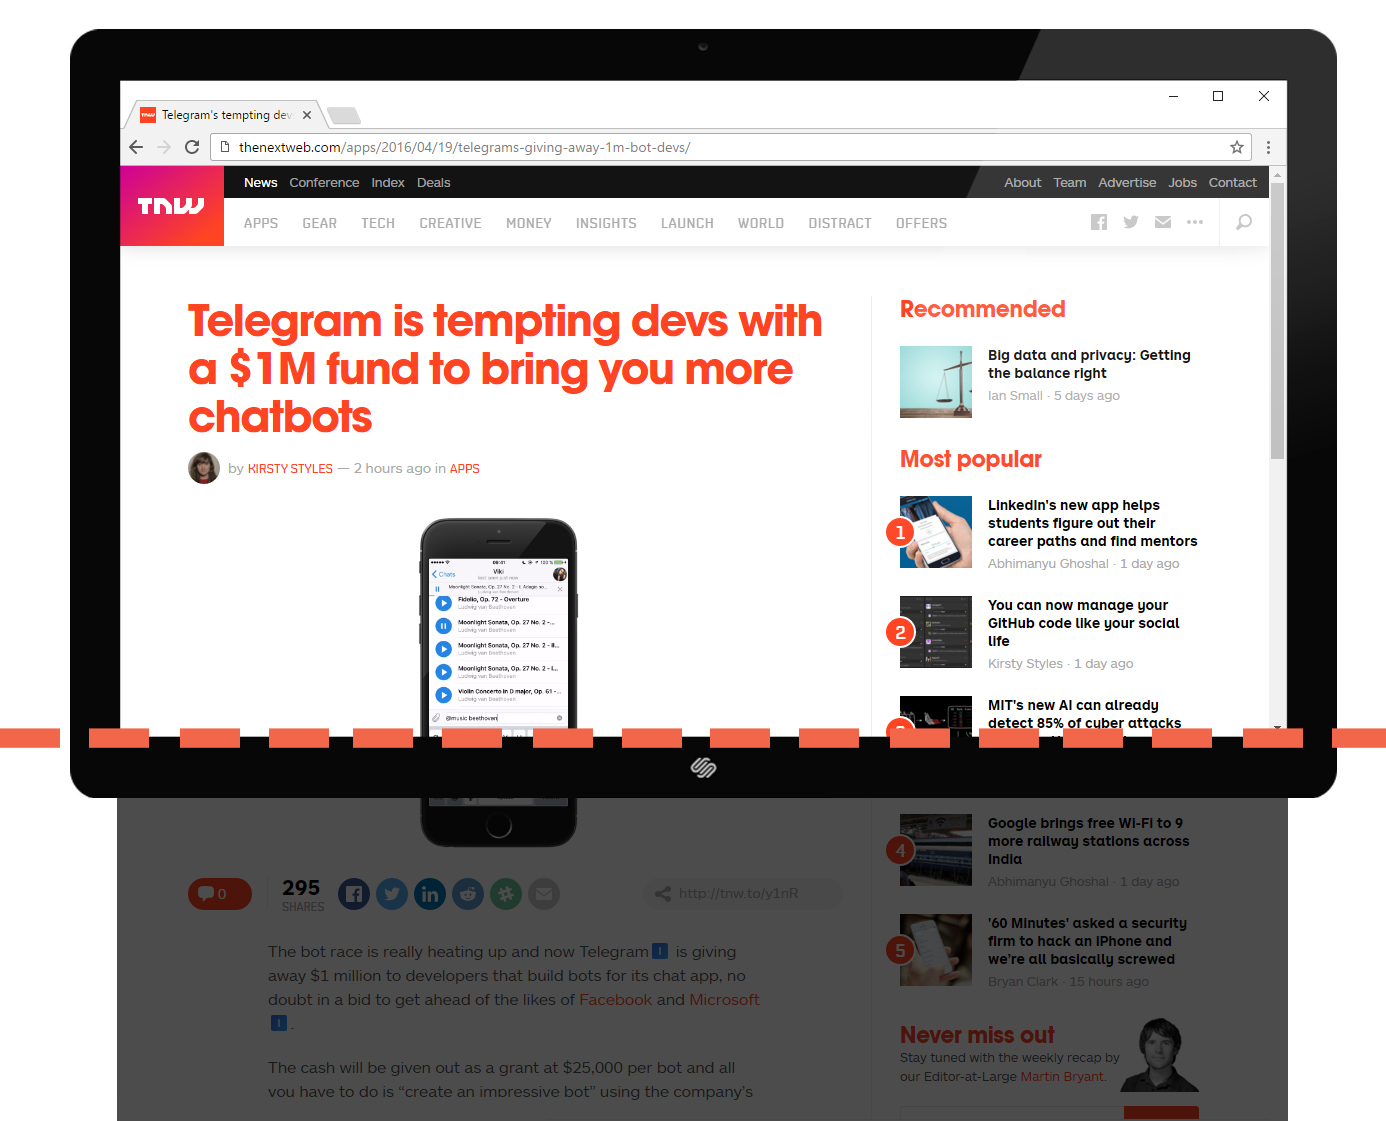 Telegram's tempting dev
thenextweb.com/apps/2016/04/19/telegrams-giving-away-1m-bot-devs/
TNW
News Conference Index Deals
About Team Advertise Jobs Contact
APPS GEAR TECH CREATIVE MONEY INSIGHTS LAUNCH WORLD DISTRACT OFFERS
Telegram is tempting devs with
a $1M fund to bring you more
chatbots
by KIRSTY STYLES — 2 hours ago in APPS
09:41 100 %
Chats
Viki
Moonlight Sonata, Op. 27 No. 2 - I. Adagio so...
Ludwig van Beethoven
Fidelio, Op. 72 - Overture
Ludwig van Beethoven
Moonlight Sonata, Op. 27 No. 2 -...
Ludwig van Beethoven
Moonlight Sonata, Op. 27 No. 2 - II...
Ludwig van Beethoven
Moonlight Sonata, Op. 27 No. 2 - I...
Ludwig van Beethoven
Violin Concerto in D major, Op. 61 -...
Ludwig van Beethoven
@music beethoven
0
295
SHARES
http://tnw.to/y1nR
The bot race is really heating up and now Telegram is giving
away $1 million to developers that build bots for its chat app, no
doubt in a bid to get ahead of the likes of Facebook and Microsoft
.
The cash will be given out as a grant at $25,000 per bot and all
you have to do is “create an impressive bot” using the company’s
Recommended
Big data and privacy: Getting
the balance right
Ian Small · 5 days ago
Most popular
1
LinkedIn's new app helps
students figure out their
career paths and find mentors
Abhimanyu Ghoshal · 1 day ago
2
You can now manage your
GitHub code like your social
life
Kirsty Styles · 1 day ago
MIT's new AI can already
detect 85% of cyber attacks
4
Google brings free Wi-Fi to 9
more railway stations across
India
Abhimanyu Ghoshal · 1 day ago
5
'60 Minutes' asked a security
firm to hack an iPhone and
we’re all basically screwed
Bryan Clark · 15 hours ago
Never miss out
Stay tuned with the weekly recap by
our Editor-at-Large Martin Bryant.